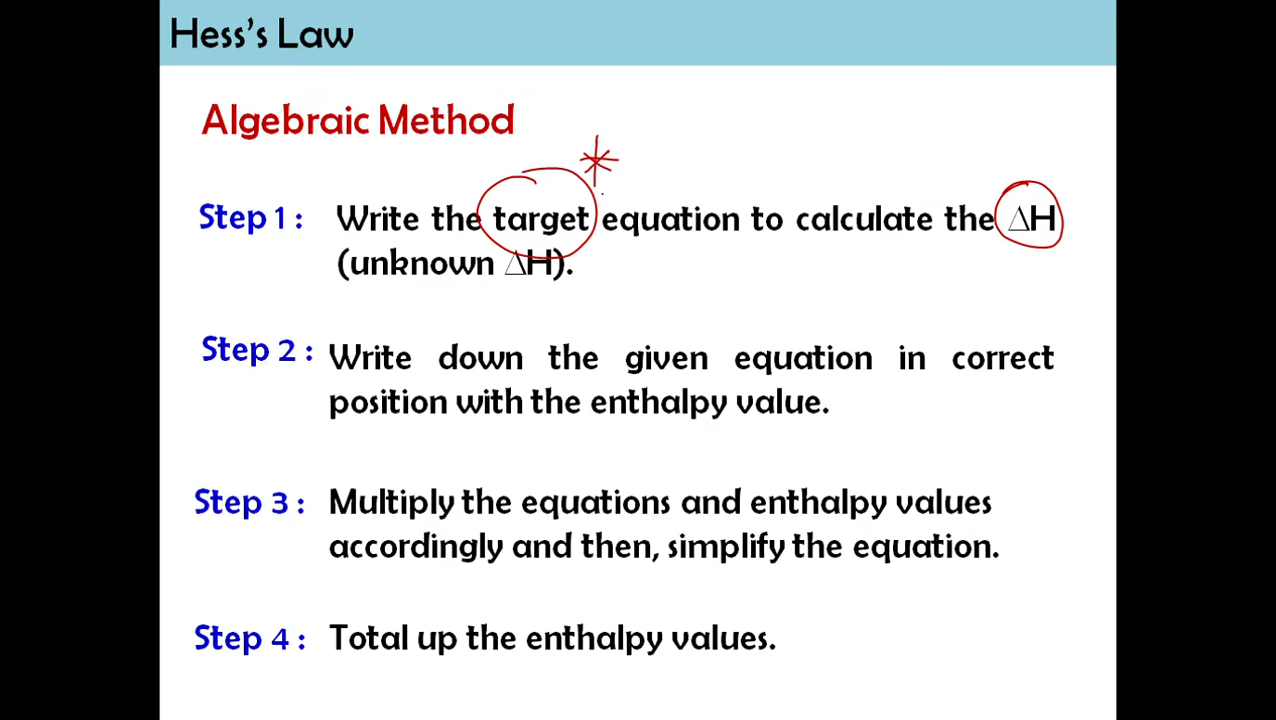 Hess's Law
Algebraic Method
Step 1 : Write the target equation to calculate the ∆H
(unknown ∆H).
Step 2 : Write down the given equation in correct
position with the enthalpy value.
Step 3 : Multiply the equations and enthalpy values
accordingly and then, simplify the equation.
Step 4 : Total up the enthalpy values.